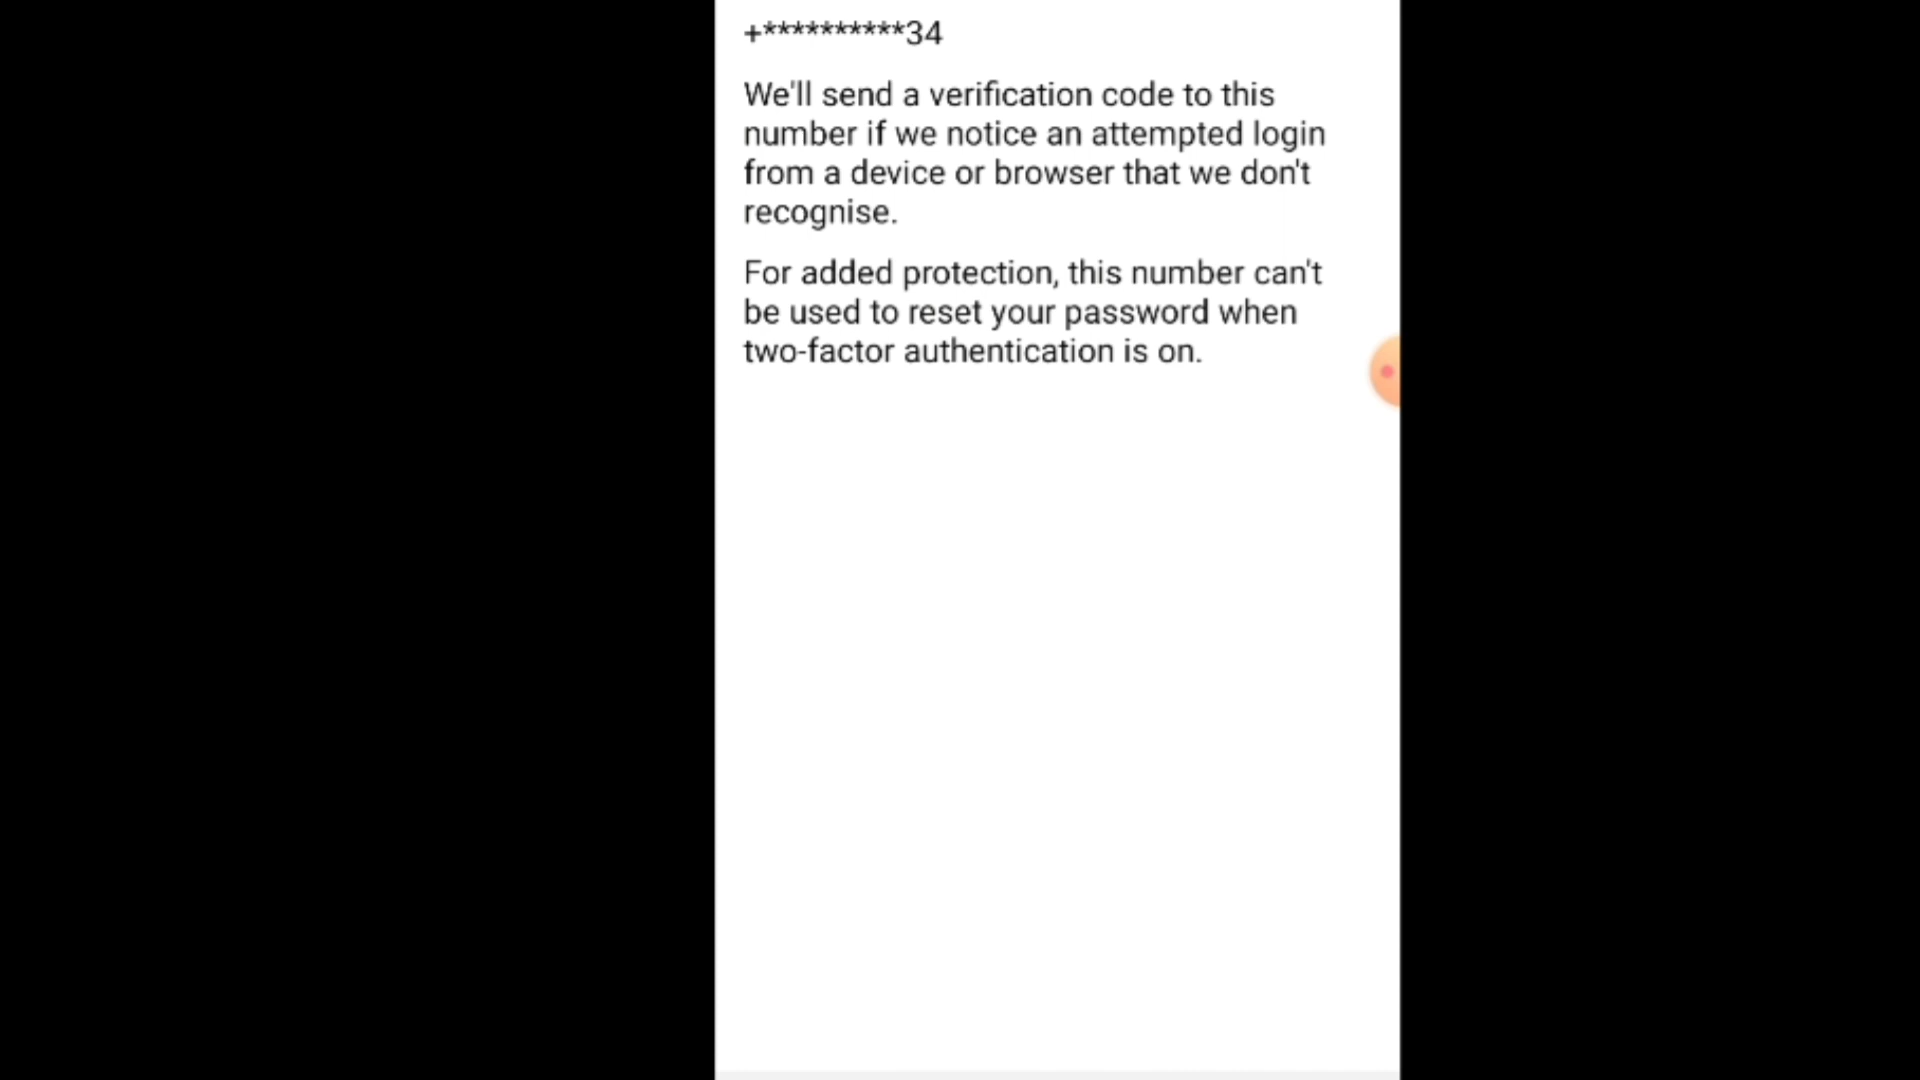 +**********34
We'll send a verification code to this
number if we notice an attempted login
from a device or browser that we don't
recognise.
For added protection, this number can't
be used to reset your password when
two-factor authentication is on.